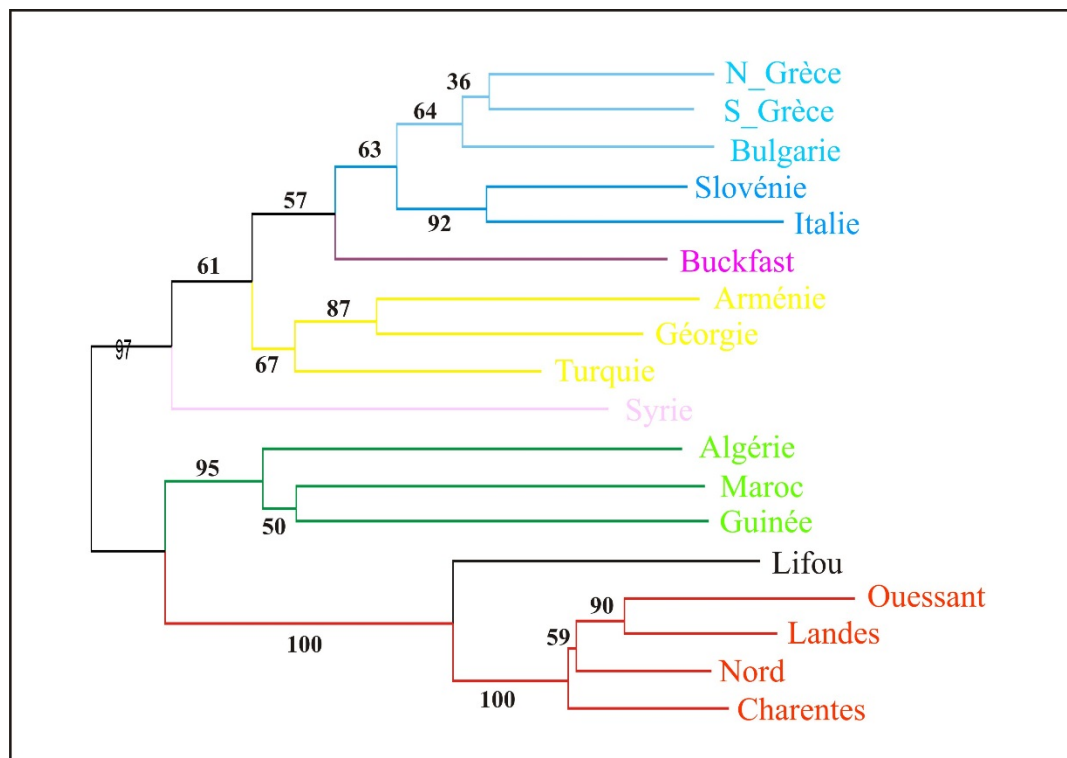 N_Grèce
36
S_Grèce
64
Bulgarie
63
Slovénie
57
92
Italie
Buckfast
61
Arménie
87
Géorgie
97
67
Turquie
Syrie
Algérie
95
Maroc
50
Guinée
Lifou
Ouessant
90
100
59
Landes
Nord
100
Charentes